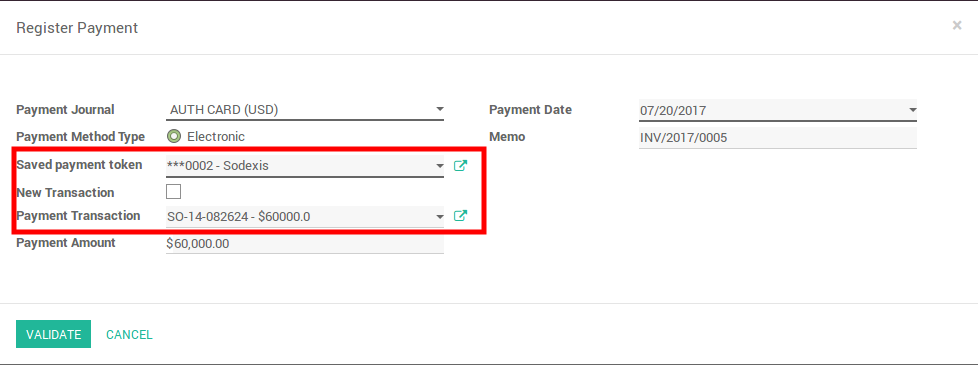 Register Payment ×
Payment Journal AUTH CARD (USD) Payment Date 07/20/2017
Payment Method Type Electronic Memo INV/2017/0005
Saved payment token ***0002 - Sodexis
New Transaction
Payment Transaction SO-14-082624 - $60000.0
Payment Amount $60,000.00
VALIDATE CANCEL